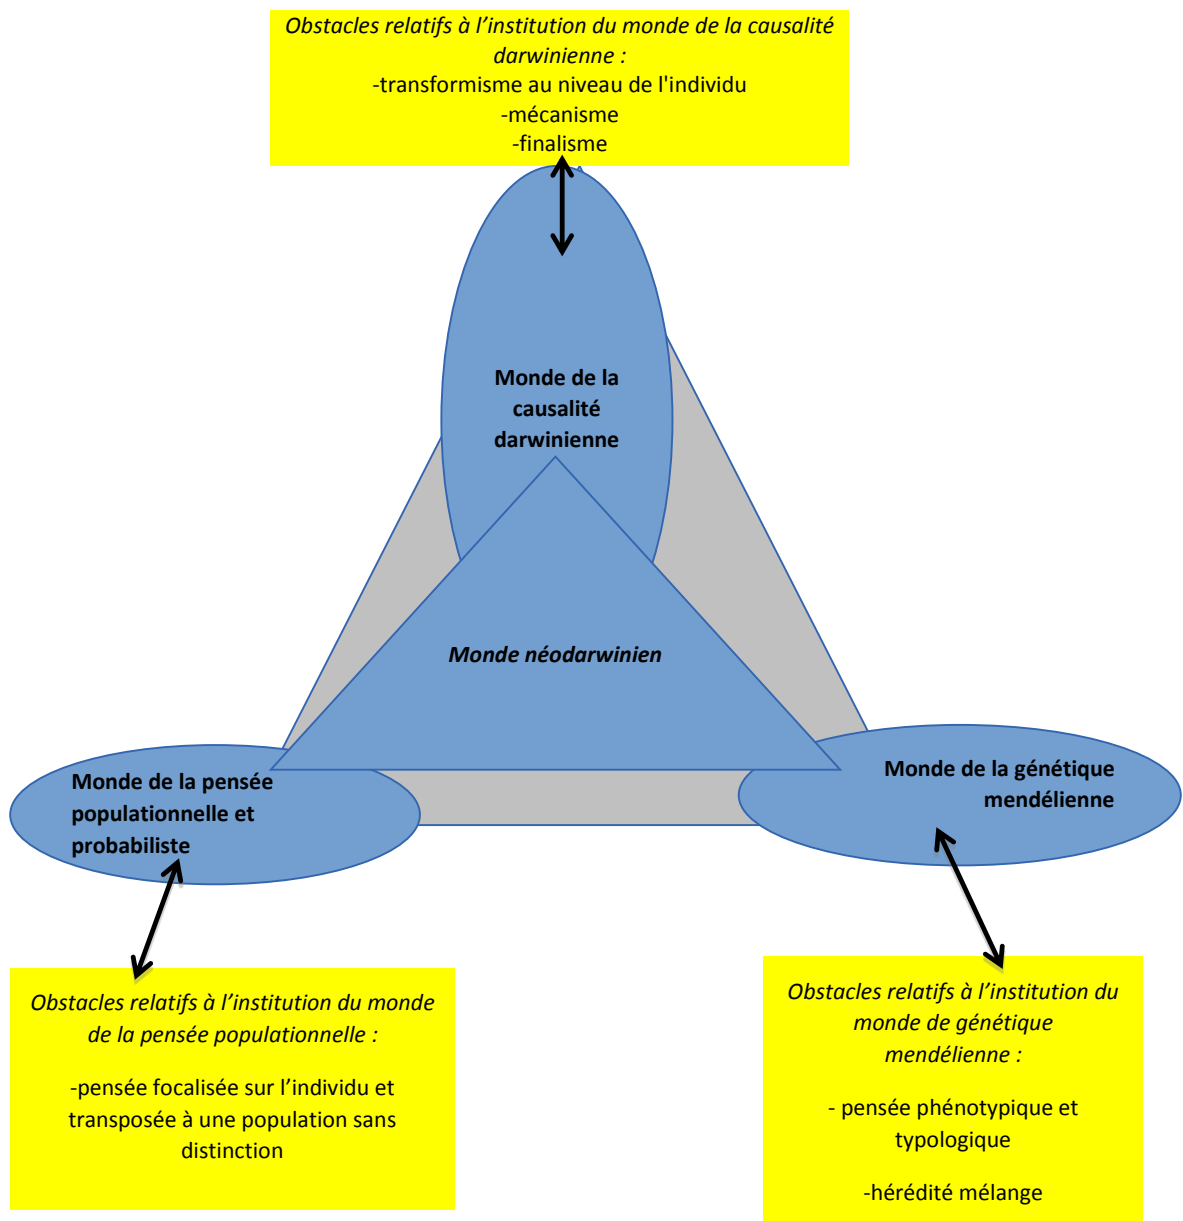 Obstacles relatifs à l’institution du monde de la causalité
darwinienne :
-transformisme au niveau de l'individu
-mécanisme
-finalisme
Monde de la
causalité
darwinienne
Monde néodarwinien
Monde de la pensée
populationnelle et
probabiliste
Monde de la génétique
mendélienne
Obstacles relatifs à l’institution du monde
de la pensée populationnelle :
-pensée focalisée sur l’individu et
transposée à une population sans
distinction
Obstacles relatifs à l’institution du
monde de génétique
mendélienne :
- pensée phénotypique et
typologique
-hérédité mélange